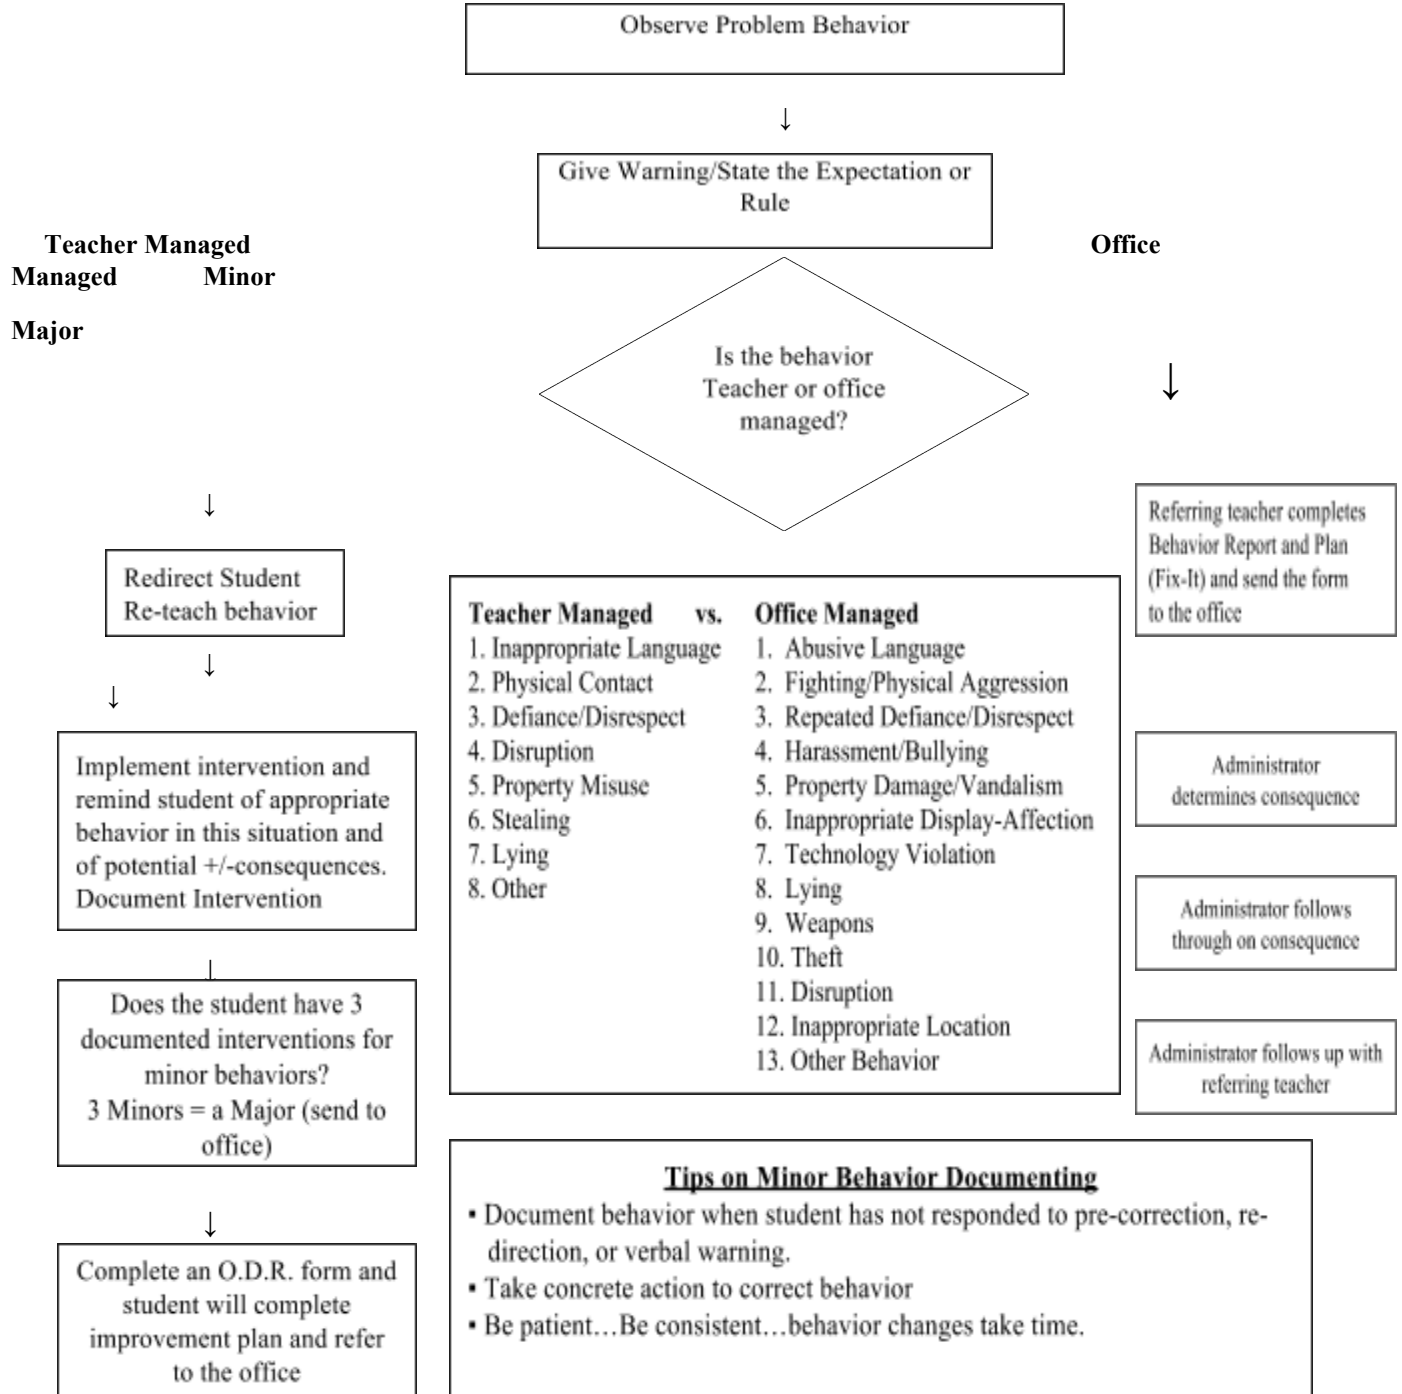 Observe Problem Behavior
↓
Give Warning/State the Expectation or
Rule
Teacher Managed Office
Managed Minor
Major
Is the behavior
Teacher or office
managed?
↓
↓
Redirect Student
Re-teach behavior
↓
↓
Implement intervention and
remind student of appropriate
behavior in this situation and
of potential +/-consequences.
Document Intervention
↓
Does the student have 3
documented interventions for
minor behaviors?
3 Minors = a Major (send to
office)
↓
Complete an O.D.R. form and
student will complete
improvement plan and refer
to the office
Teacher Managed vs. Office Managed
1. Inappropriate Language 1. Abusive Language
2. Physical Contact 2. Fighting/Physical Aggression
3. Defiance/Disrespect 3. Repeated Defiance/Disrespect
4. Disruption 4. Harassment/Bullying
5. Property Misuse 5. Property Damage/Vandalism
6. Stealing 6. Inappropriate Display-Affection
7. Lying 7. Technology Violation
8. Other 8. Lying
9. Weapons
10. Theft
11. Disruption
12. Inappropriate Location
13. Other Behavior
Referring teacher completes
Behavior Report and Plan
(Fix-It) and send the form
to the office
Administrator
determines consequence
Administrator follows
through on consequence
Administrator follows up with
referring teacher
Tips on Minor Behavior Documenting
▪ Document behavior when student has not responded to pre-correction, re-
direction, or verbal warning.
▪ Take concrete action to correct behavior
▪ Be patient…Be consistent…behavior changes take time.